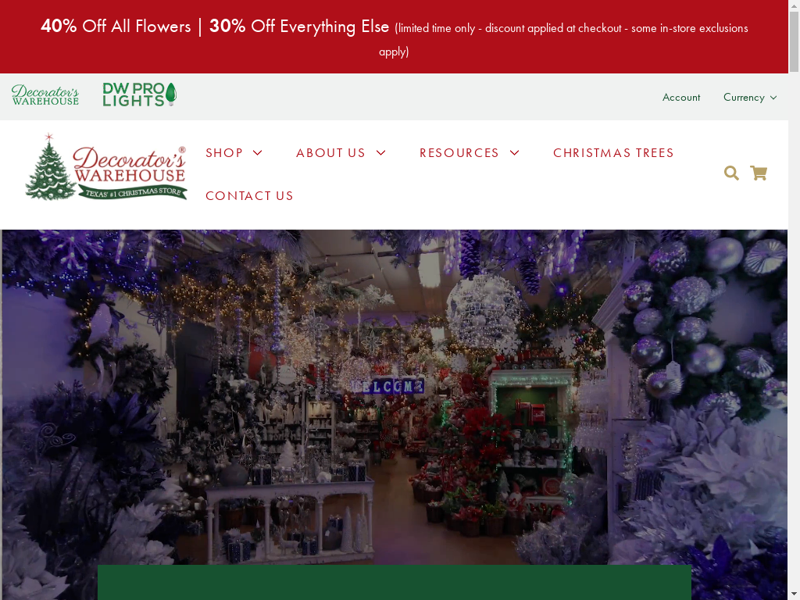 40% Off All Flowers | 30% Off Everything Else (limited time only - discount applied at checkout - some in-store exclusions
apply)
Decorator's
WAREHOUSE
DW PRO
LIGHTS
Account
Currency
Decorator's®
WAREHOUSE
TEXAS' #1 CHRISTMAS STORE
SHOP
ABOUT US
RESOURCES
CHRISTMAS TREES
CONTACT US
WELCOME